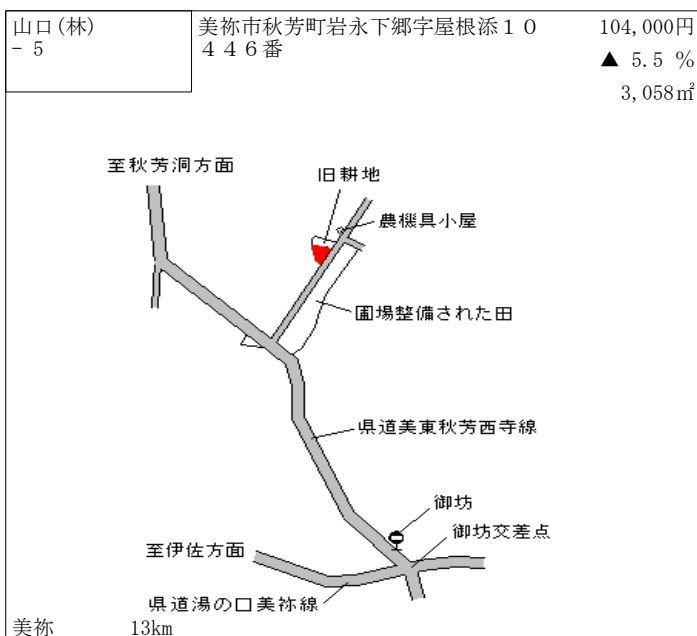 山口(林)
－5
美祢市秋芳町岩永下郷字屋根添１０
４４６番
104,000円
▲ 5.5 %
3,058㎡
至秋芳洞方面
旧耕地
農機具小屋
圃場整備された田
県道美東秋芳西寺線
御坊
御坊交差点
至伊佐方面
県道湯の口美祢線
美祢 13km